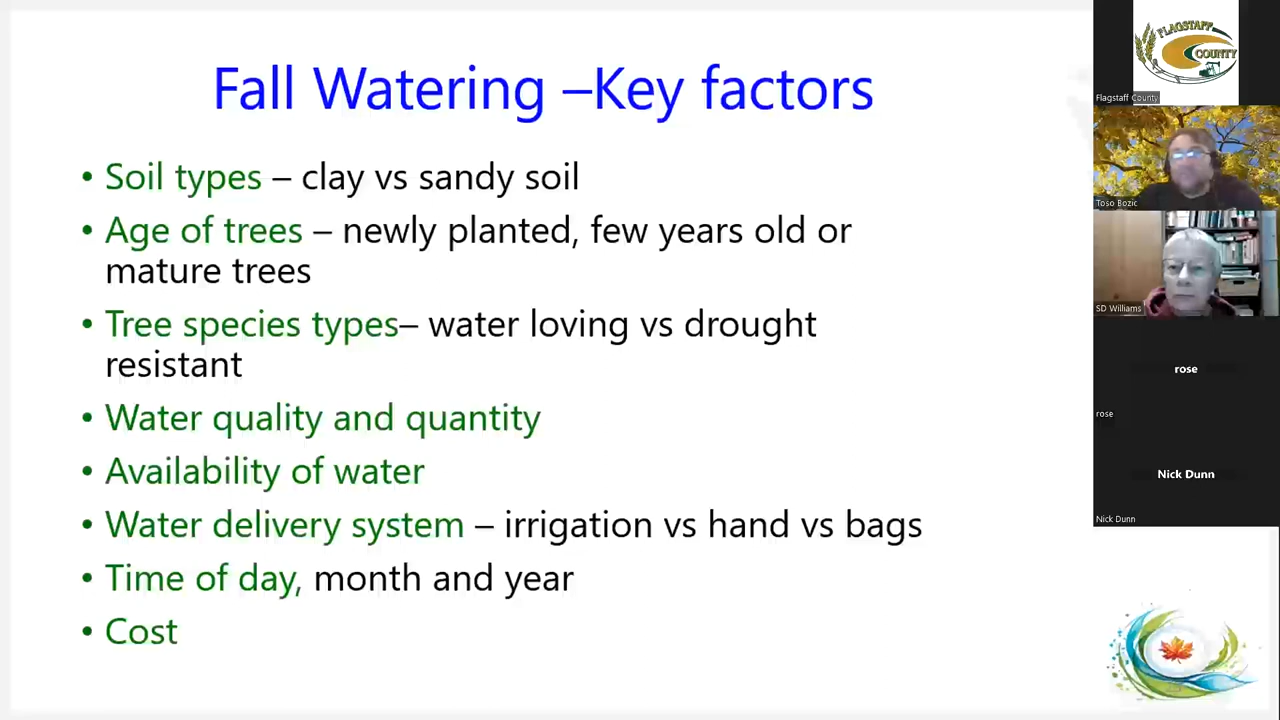 Fall Watering –Key factors
• Soil types – clay vs sandy soil
• Age of trees – newly planted, few years old or
mature trees
• Tree species types– water loving vs drought
resistant
• Water quality and quantity
• Availability of water
• Water delivery system – irrigation vs hand vs bags
• Time of day, month and year
• Cost
FLAGSTAFF
COUNTY
Flagstaff County
Toso Bozic
SD Williams
rose
rose
Nick Dunn
Nick Dunn